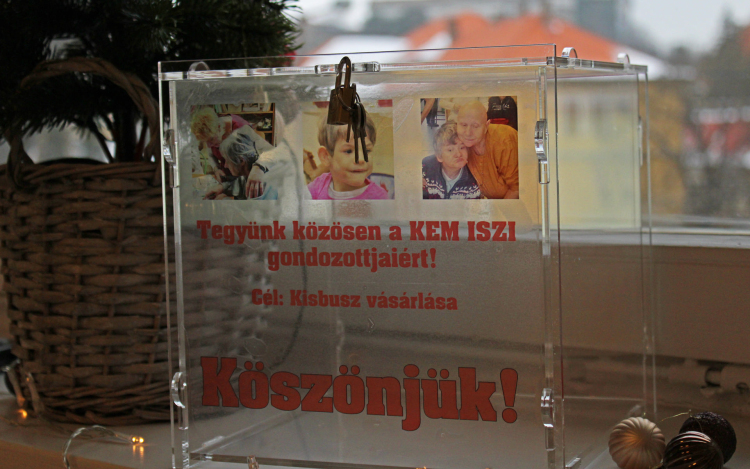 Tegyünk közösen a KEM ISZI
gondozottjaiért!
Cél: Kisbusz vásárlása
Köszönjük!